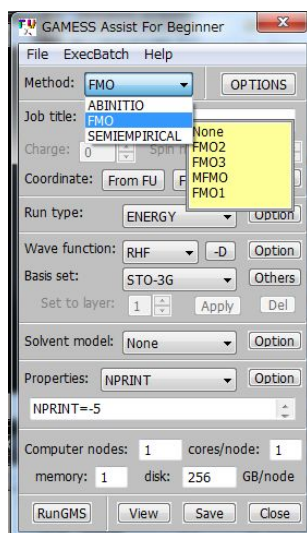 GAMESS Assist For Beginner
File ExecBatch Help
Method: FMO OPTIONS
ABINITIO
FMO
SEMIEMPIRICAL
None
FMO2
FMO3
MFMO
FMO1
Job title:
Charge: 0 Spin
Coordinate: From FU F
Run type: ENERGY Option
Wave function: RHF -D Option
Basis set: STO-3G Others
Set to layer: 1 Apply Del
Solvent model: None Option
Properties: NPRINT Option
NPRINT=-5
Computer nodes: 1 cores/node: 1
memory: 1 disk: 256 GB/node
RunGMS View Save Close